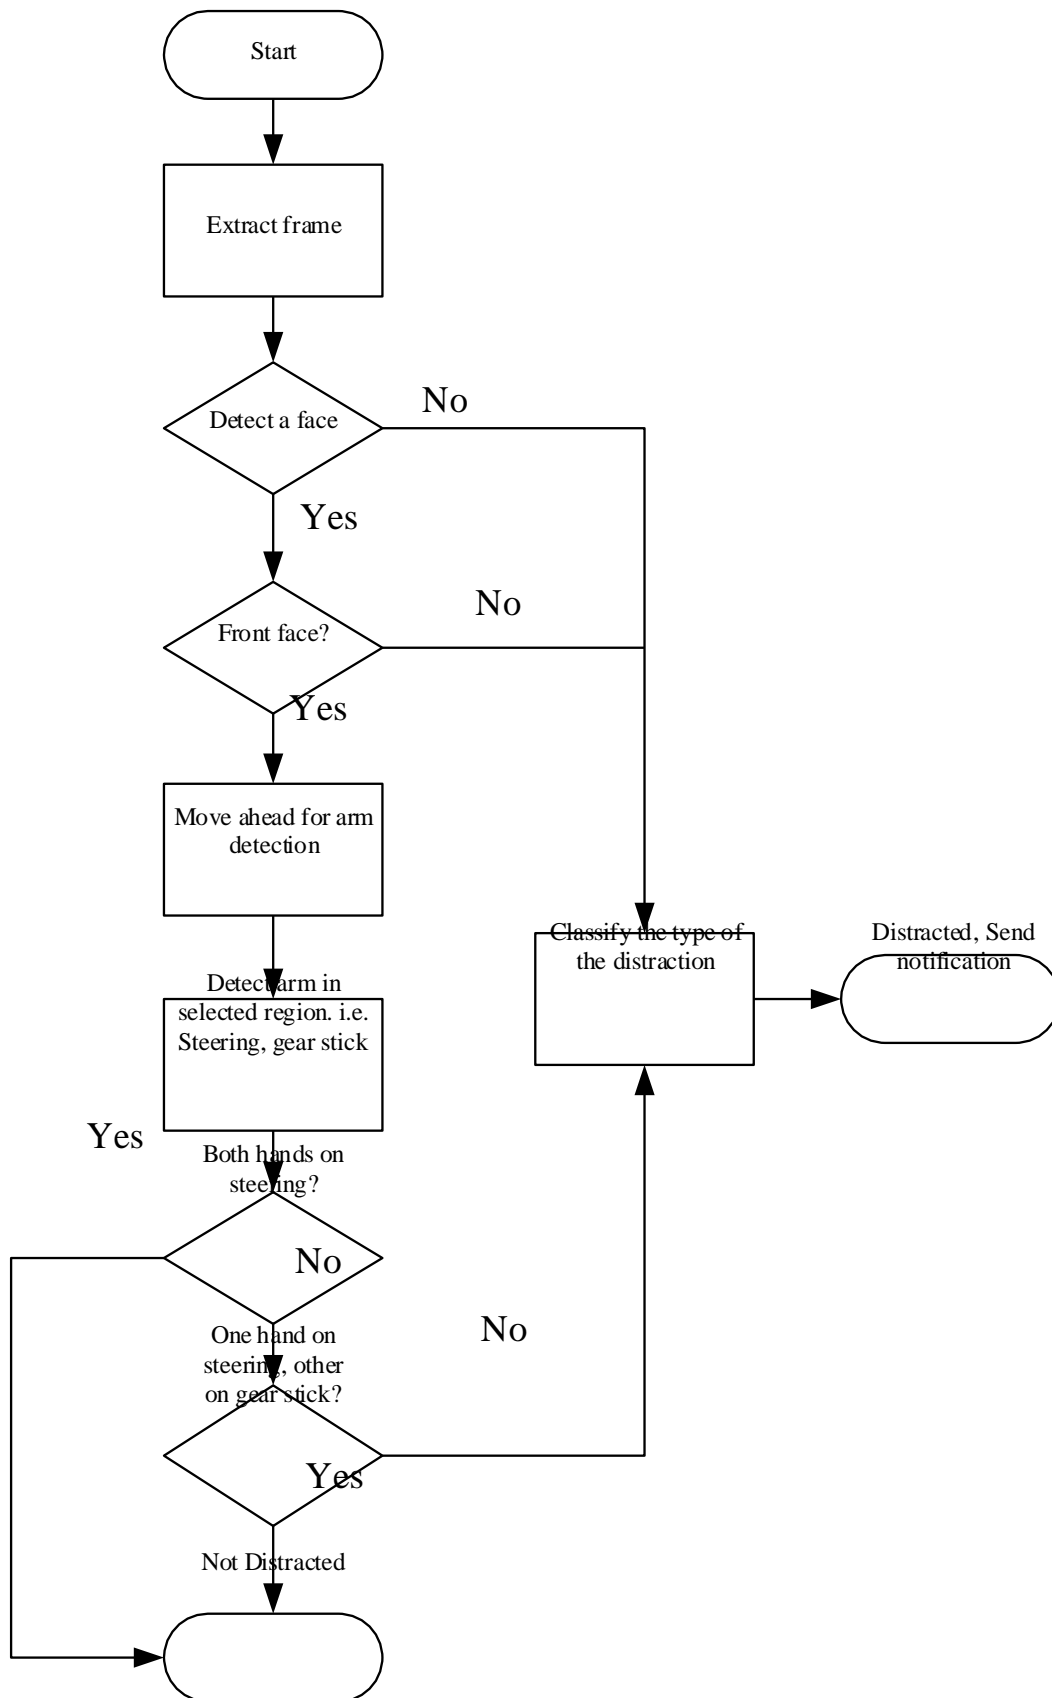 Start
Extract frame
Detect a face
No
Yes
Front face?
No
Yes
Move ahead for arm
detection
Classify the type of
the distraction
Distracted, Send
notification
Detect arm in
selected region. i.e.
Steering, gear stick
Yes
Both hands on
steering?
No
One hand on
steering, other
on gear stick?
No
Yes
Not Distracted